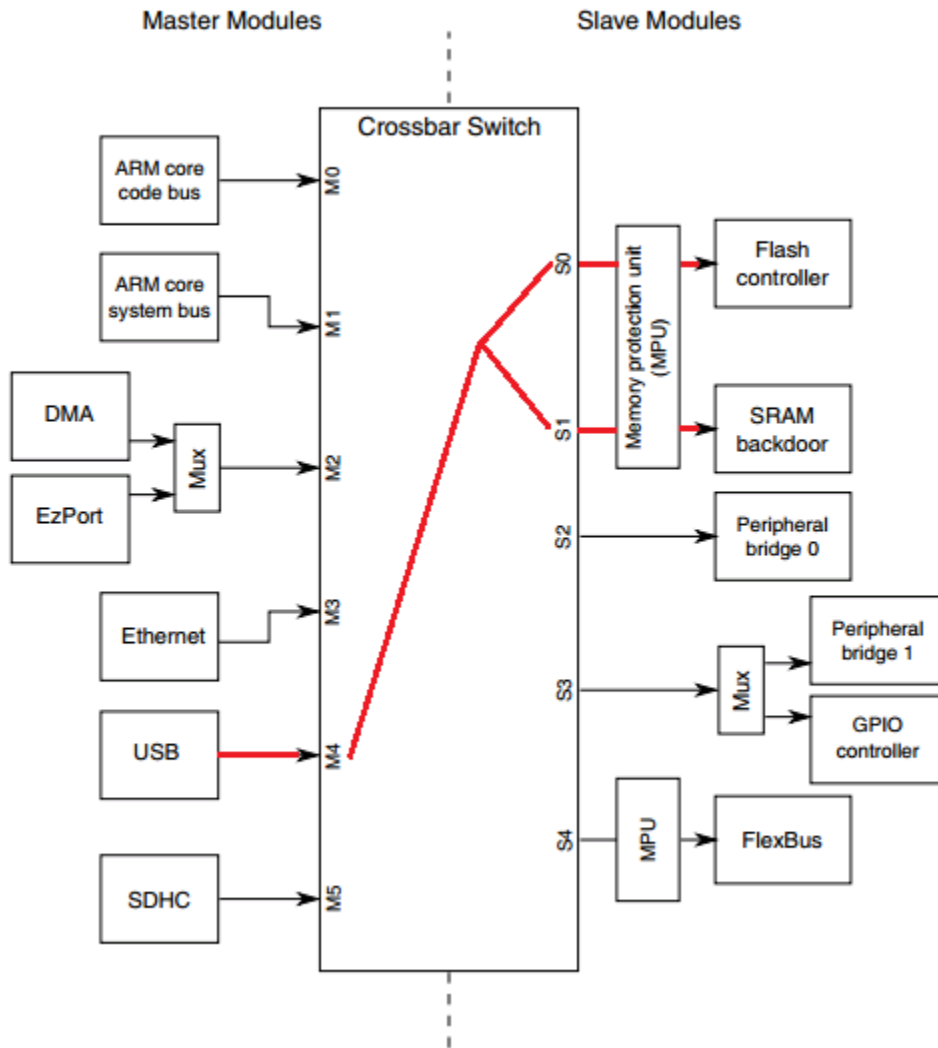 Master Modules
Slave Modules
Crossbar Switch
ARM core
code bus
M0
ARM core
system bus
M1
DMA
EzPort
Mux
M2
Ethernet
M3
USB
M4
SDHC
M5
S0
S1
Memory protection unit
(MPU)
Flash
controller
SRAM
backdoor
S2
Peripheral
bridge 0
S3
Mux
Peripheral
bridge 1
GPIO
controller
S4
MPU
FlexBus